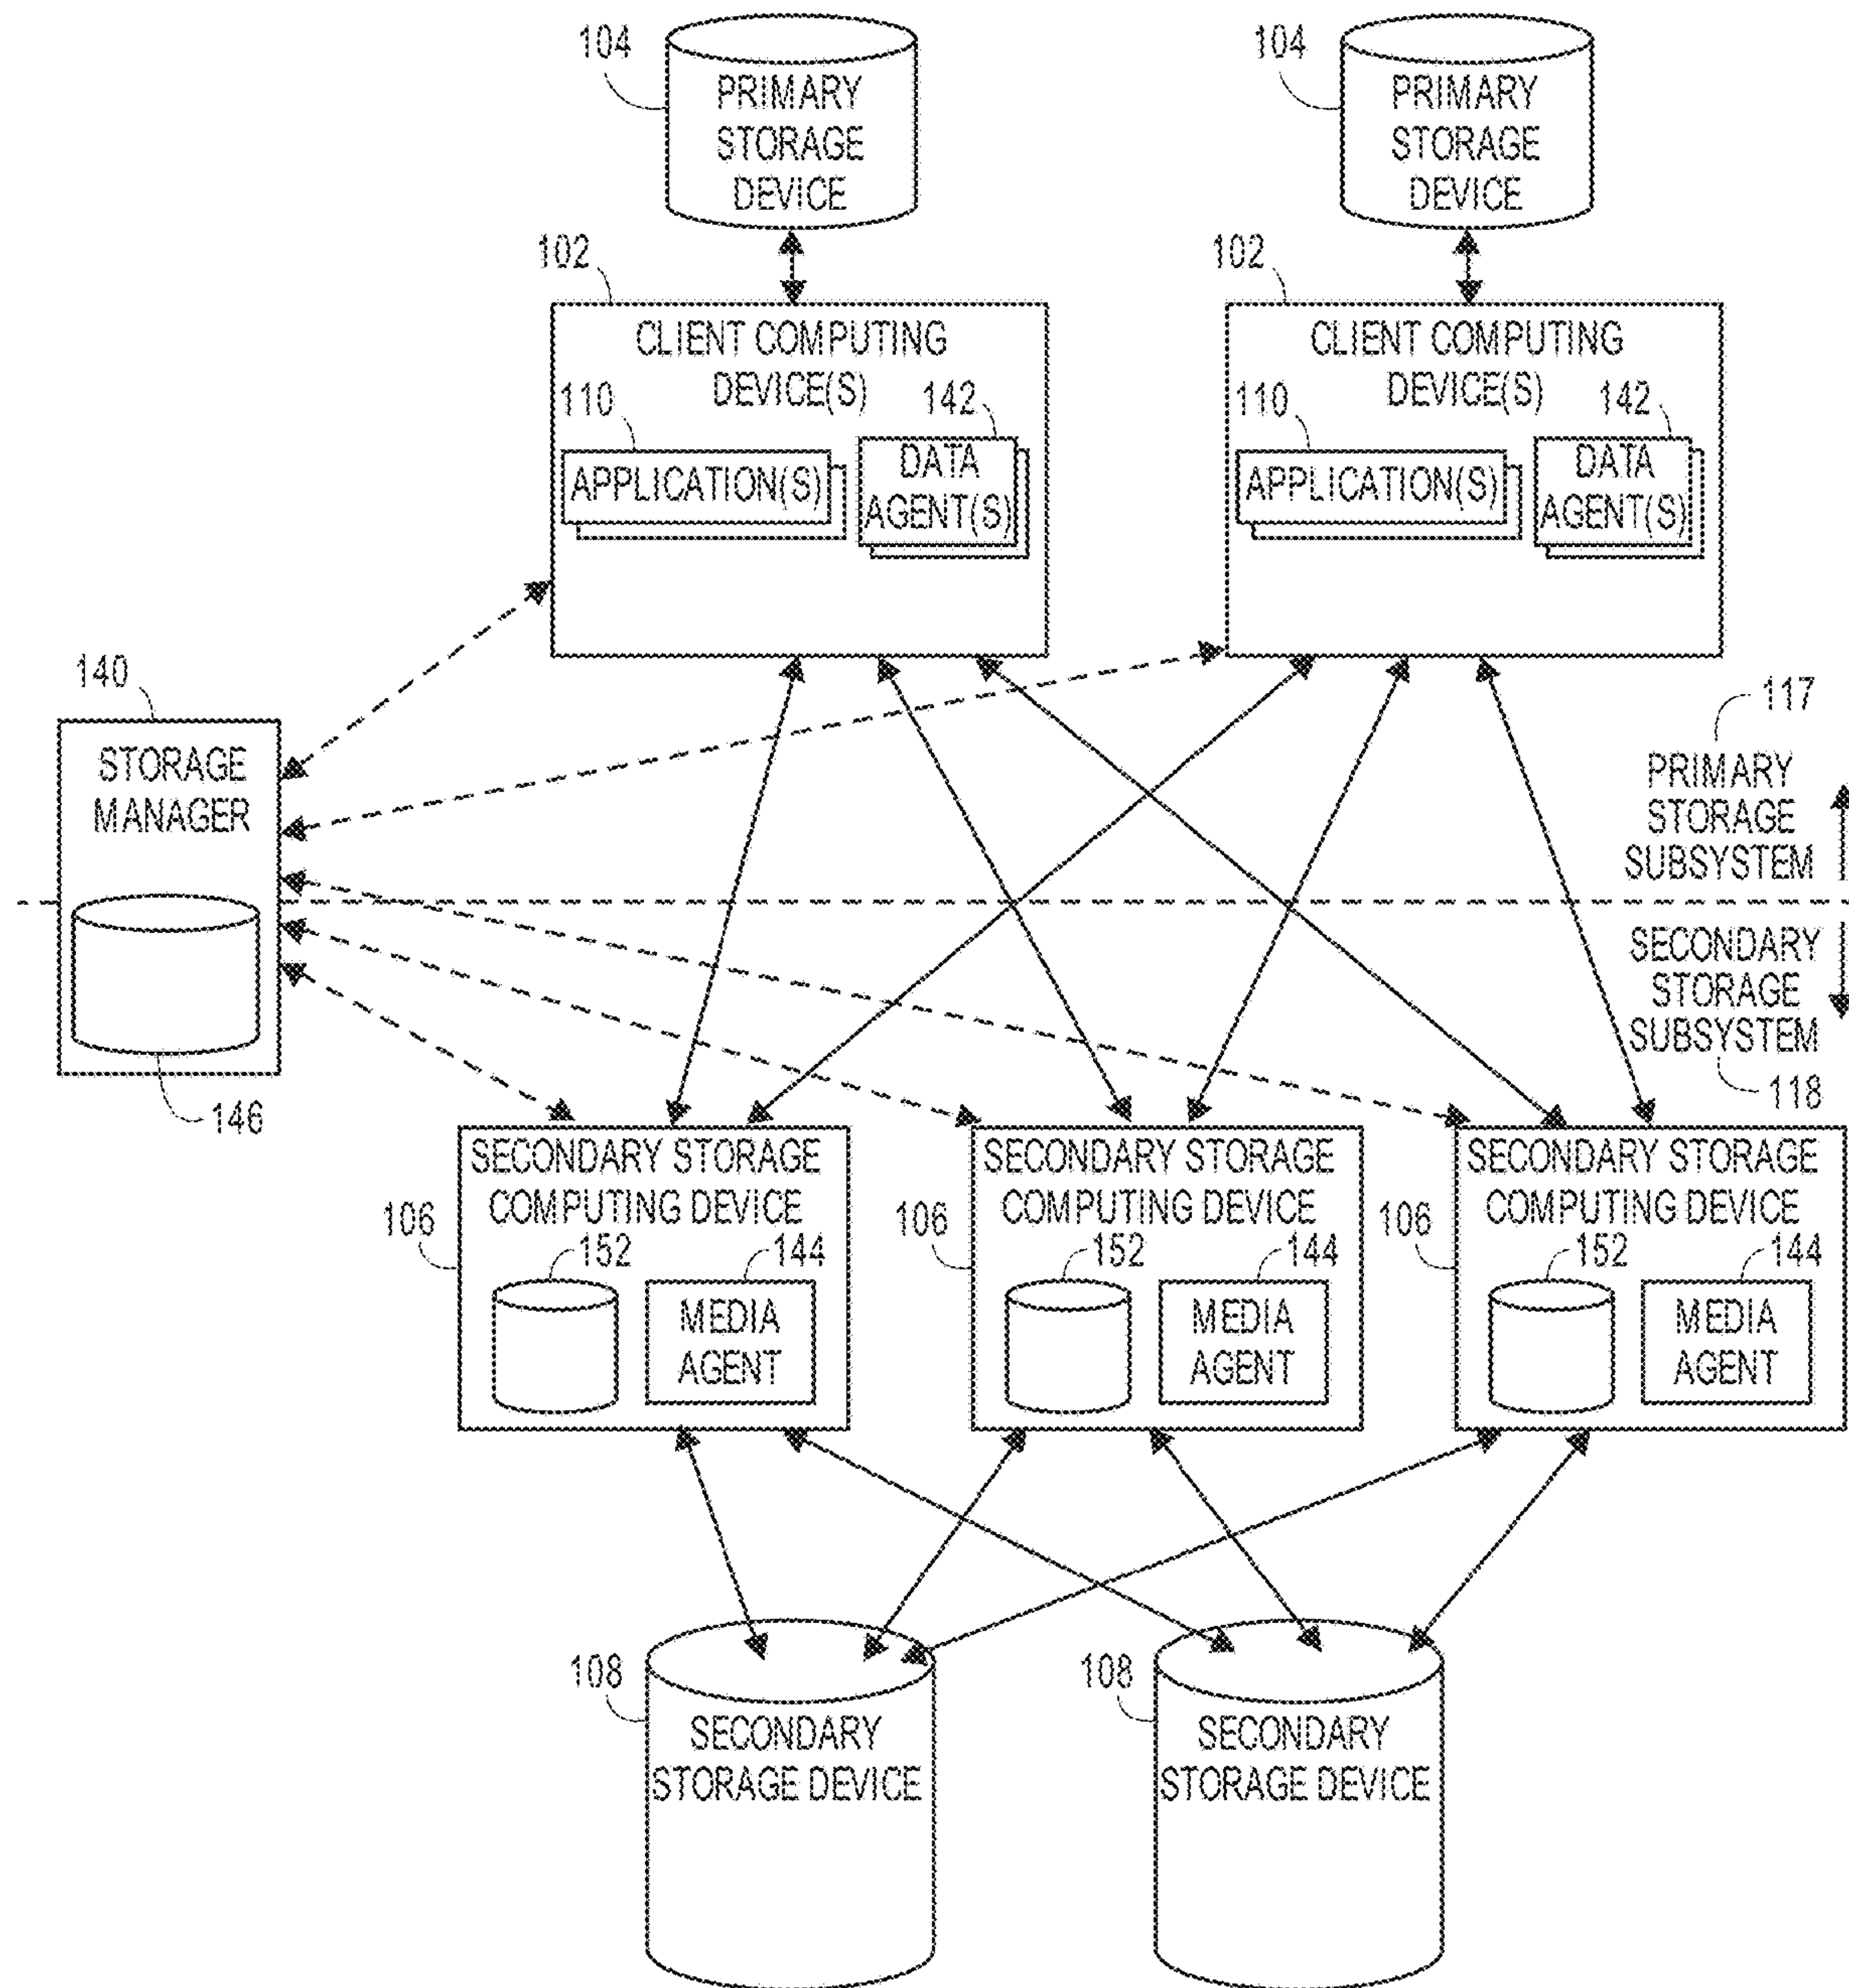 104
PRIMARY
STORAGE
DEVICE
104
PRIMARY
STORAGE
DEVICE
102
CLIENT COMPUTING
DEVICE(S)
110
142
APPLICATION(S)
DATA
AGENT(S)
102
CLIENT COMPUTING
DEVICE(S)
110
142
APPLICATION(S)
DATA
AGENT(S)
140
STORAGE
MANAGER
146
117
PRIMARY
STORAGE
SUBSYSTEM
SECONDARY
STORAGE
SUBSYSTEM
118
106
SECONDARY STORAGE
COMPUTING DEVICE
152
144
MEDIA
AGENT
106
SECONDARY STORAGE
COMPUTING DEVICE
152
144
MEDIA
AGENT
106
SECONDARY STORAGE
COMPUTING DEVICE
152
144
MEDIA
AGENT
108
SECONDARY
STORAGE DEVICE
108
SECONDARY
STORAGE DEVICE